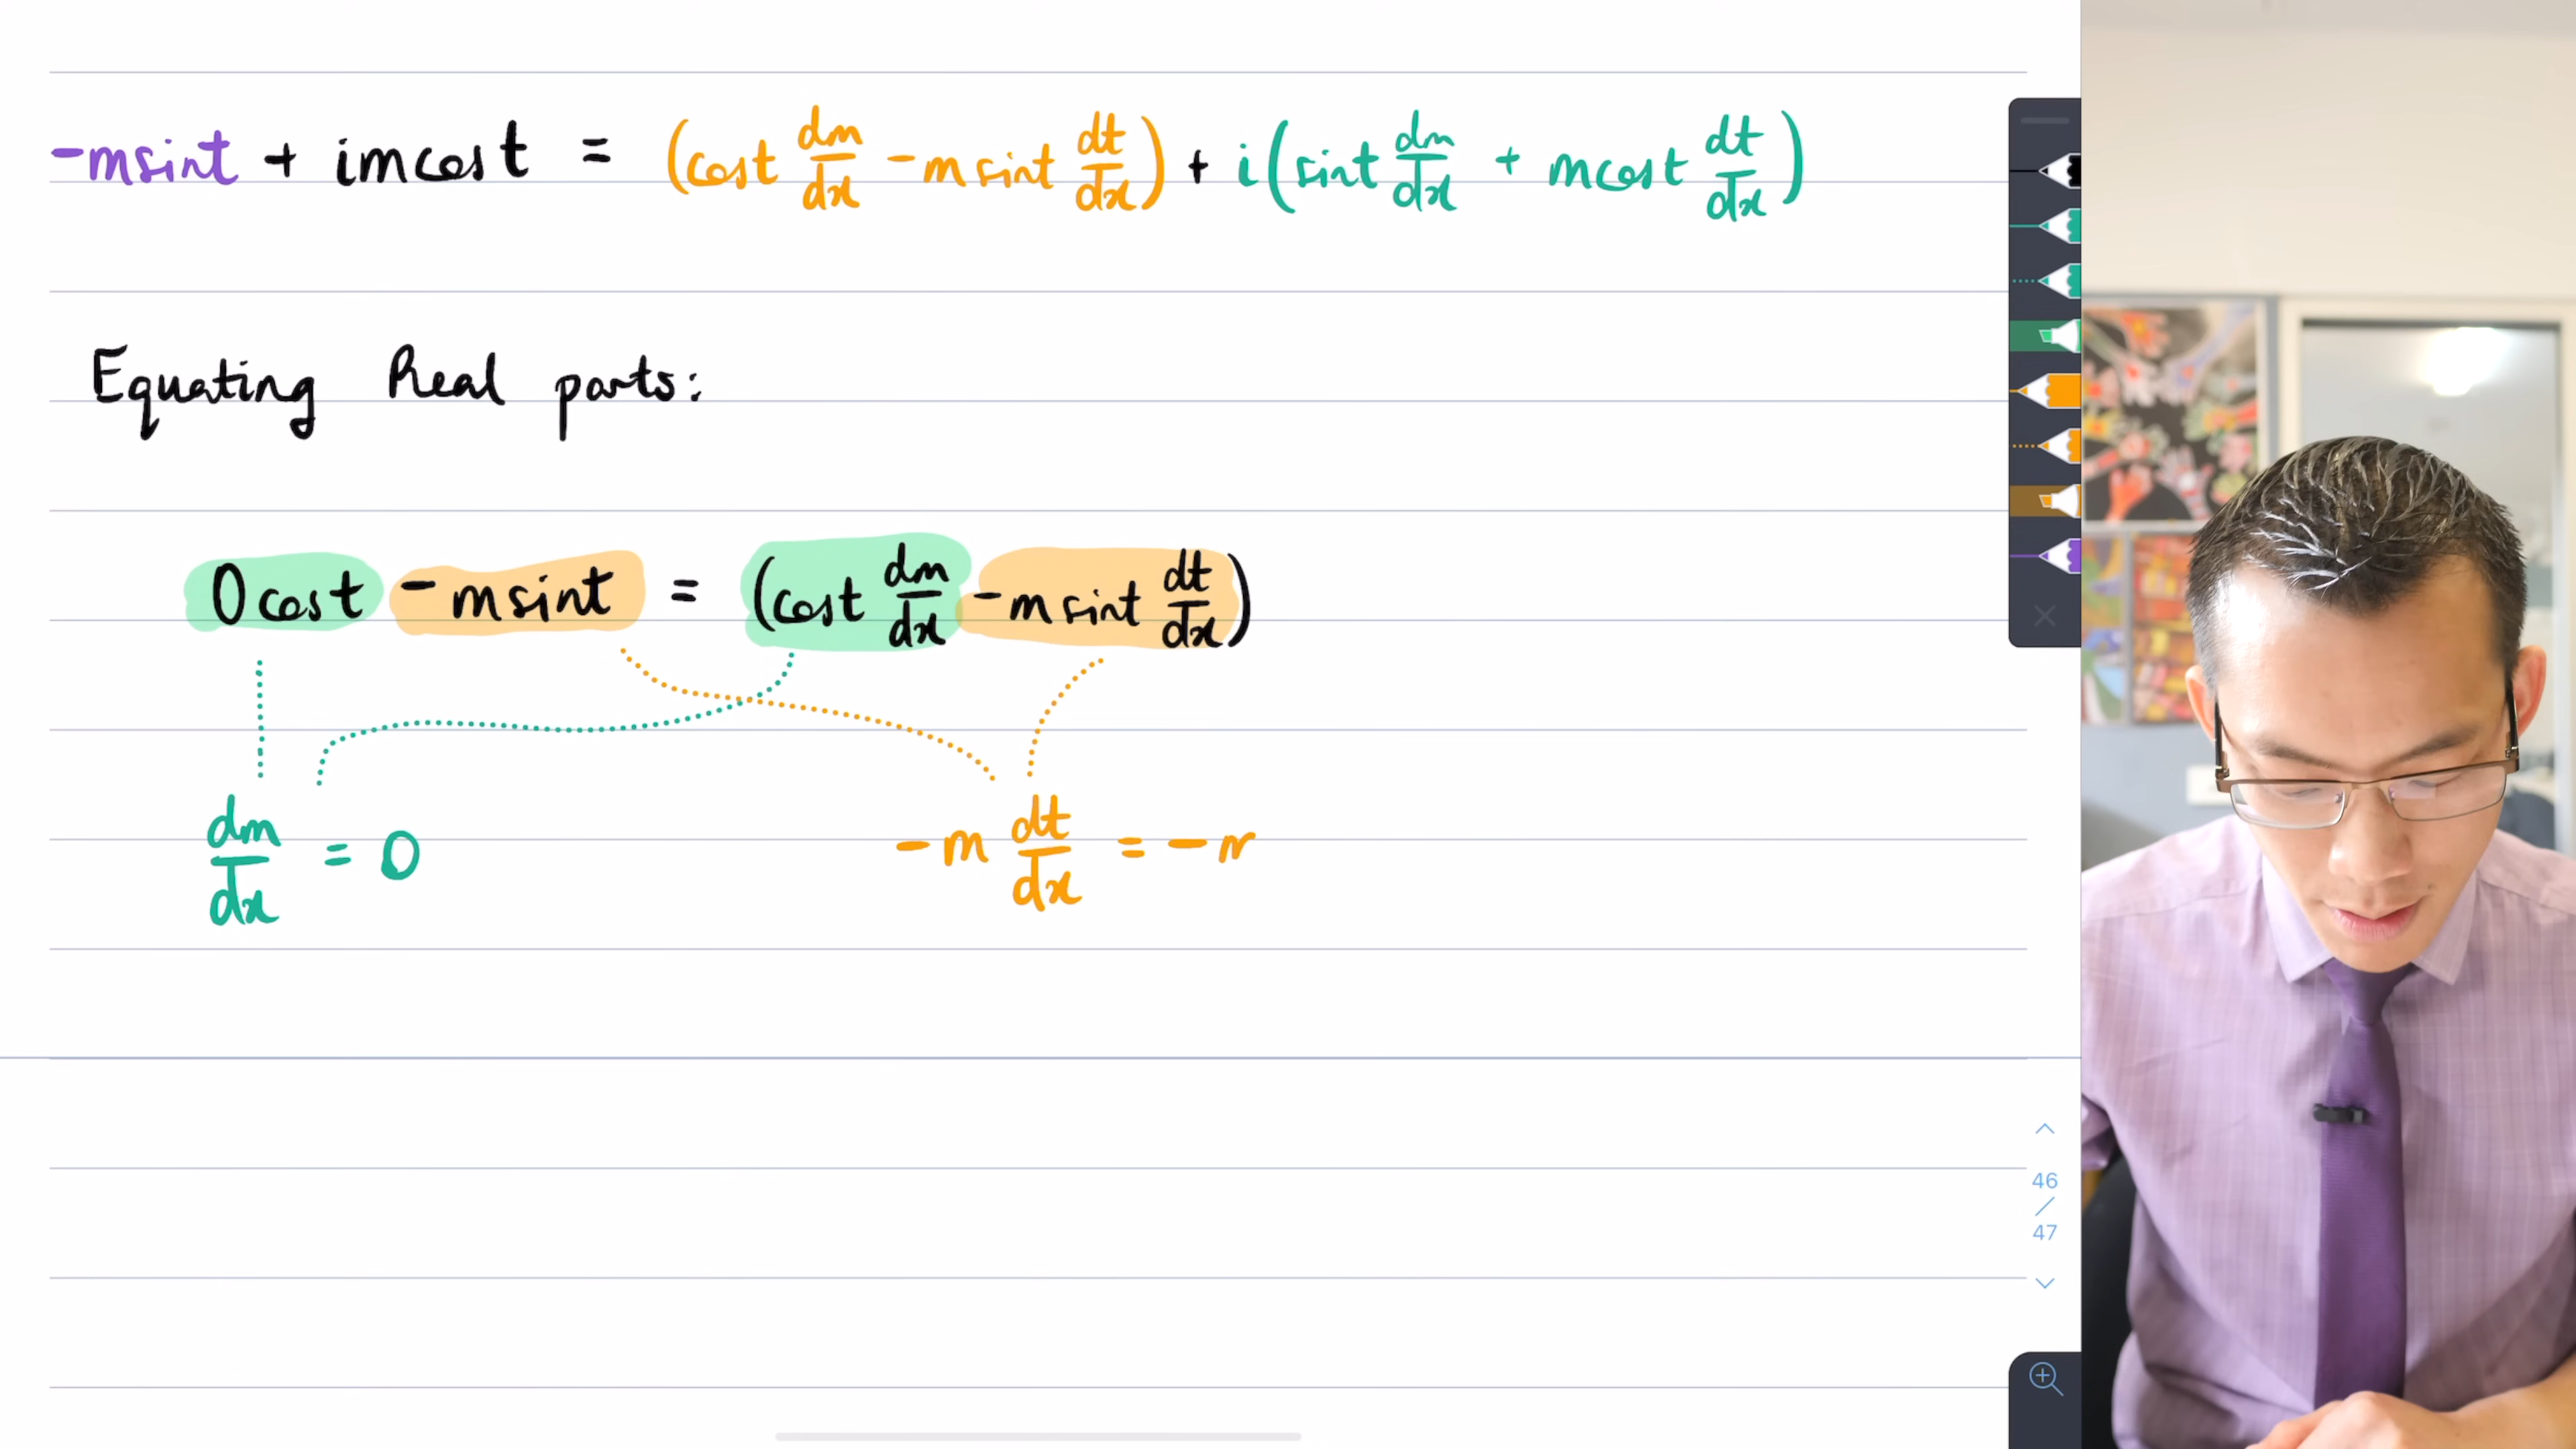 -msint + imcost = (cost dm/dx - msint dt/dx) + i(sint dm/dx + mcost dt/dx)
Equating Real parts:
0cost - msint = (cost dm/dx - msint dt/dx)
dm/dx = 0
-m dt/dx = -m
46
/
47